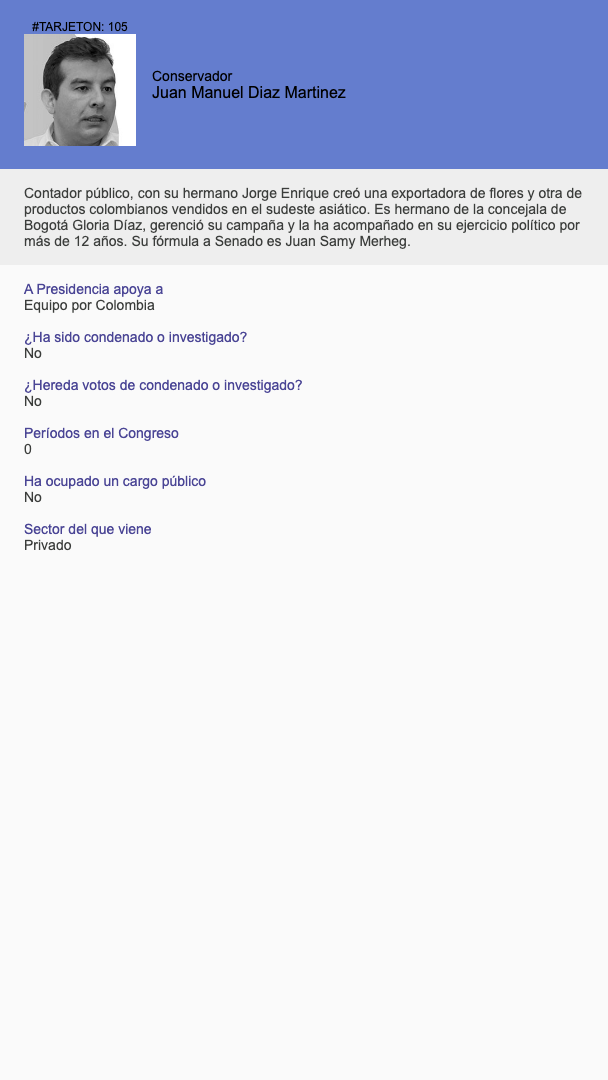 #TARJETON: 105
Conservador
Juan Manuel Diaz Martinez
Contador público, con su hermano Jorge Enrique creó una exportadora de flores y otra de
productos colombianos vendidos en el sudeste asiático. Es hermano de la concejala de
Bogotá Gloria Díaz, gerenció su campaña y la ha acompañado en su ejercicio político por
más de 12 años. Su fórmula a Senado es Juan Samy Merheg.
A Presidencia apoya a
Equipo por Colombia
¿Ha sido condenado o investigado?
No
¿Hereda votos de condenado o investigado?
No
Períodos en el Congreso
0
Ha ocupado un cargo público
No
Sector del que viene
Privado